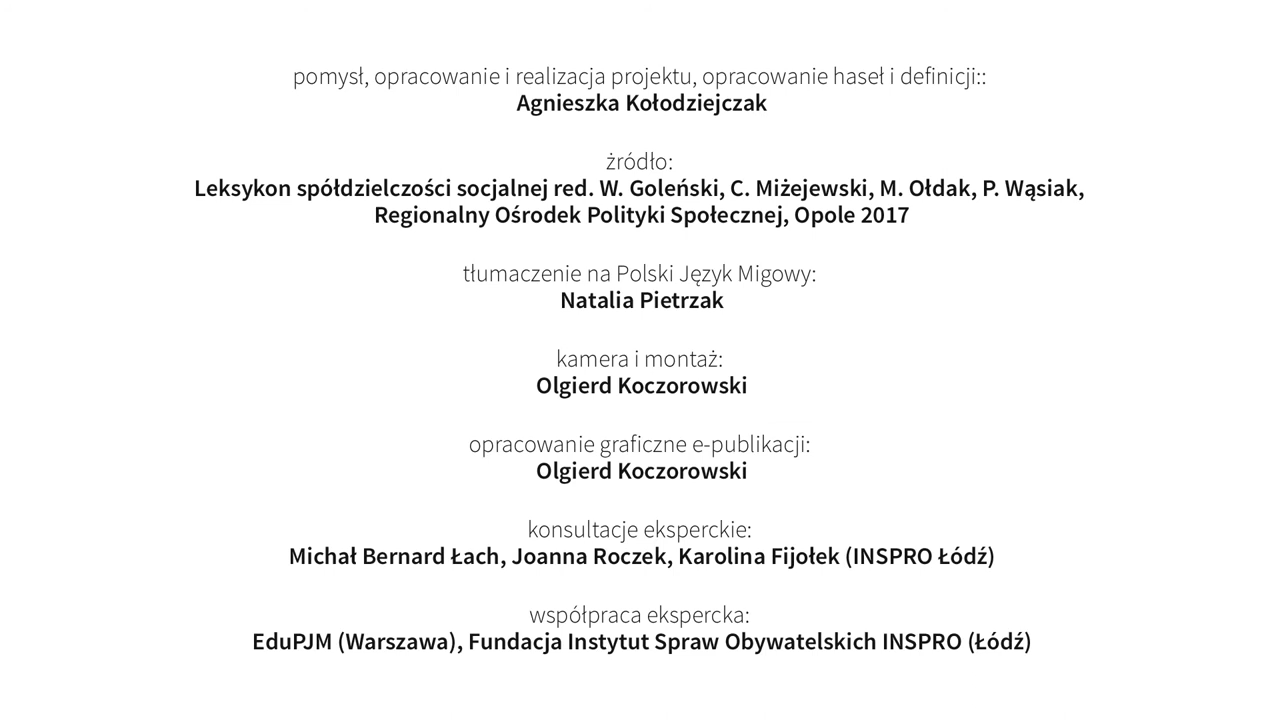 pomysł, opracowanie i realizacja projektu, opracowanie haseł i definicji::
Agnieszka Kołodziejczak
żródło:
Leksykon spółdzielczości socjalnej red. W. Goleński, C. Miżejewski, M. Ołdak, P. Wąsiak,
Regionalny Ośrodek Polityki Społecznej, Opole 2017
tłumaczenie na Polski Język Migowy:
Natalia Pietrzak
kamera i montaż:
Olgierd Koczorowski
opracowanie graficzne e-publikacji:
Olgierd Koczorowski
konsultacje eksperckie:
Michał Bernard Łach, Joanna Roczek, Karolina Fijołek (INSPRO Łódź)
współpraca ekspercka:
EduPJM (Warszawa), Fundacja Instytut Spraw Obywatelskich INSPRO (Łódź)